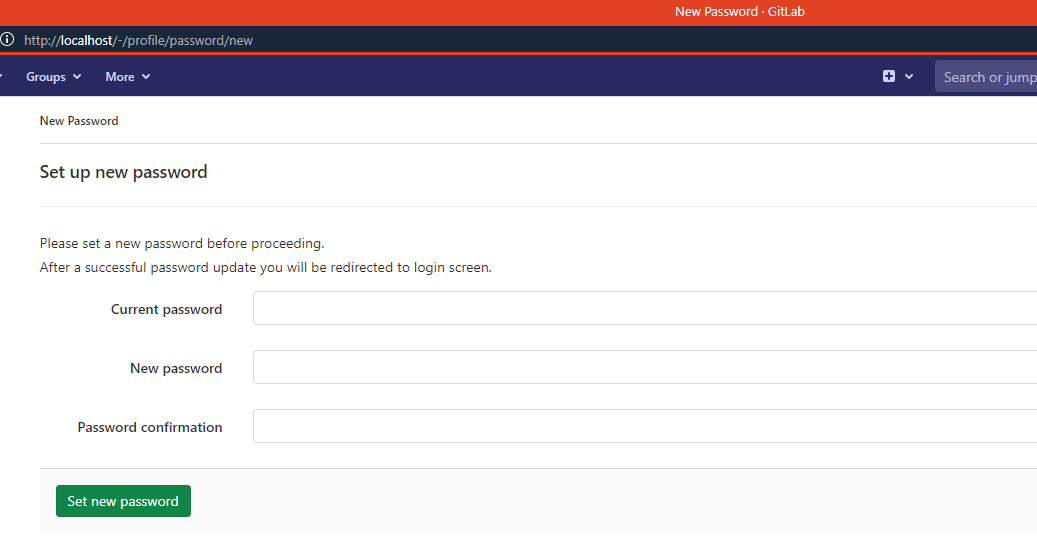 New Password · GitLab
http://localhost/-/profile/password/new
Groups More Search or jump
New Password
Set up new password
Please set a new password before proceeding.
After a successful password update you will be redirected to login screen.
Current password
New password
Password confirmation
Set new password